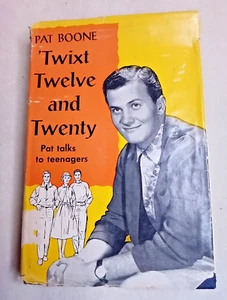 PAT BOONE
'Twixt
Twelve
and
Twenty
Pat talks
to teenagers